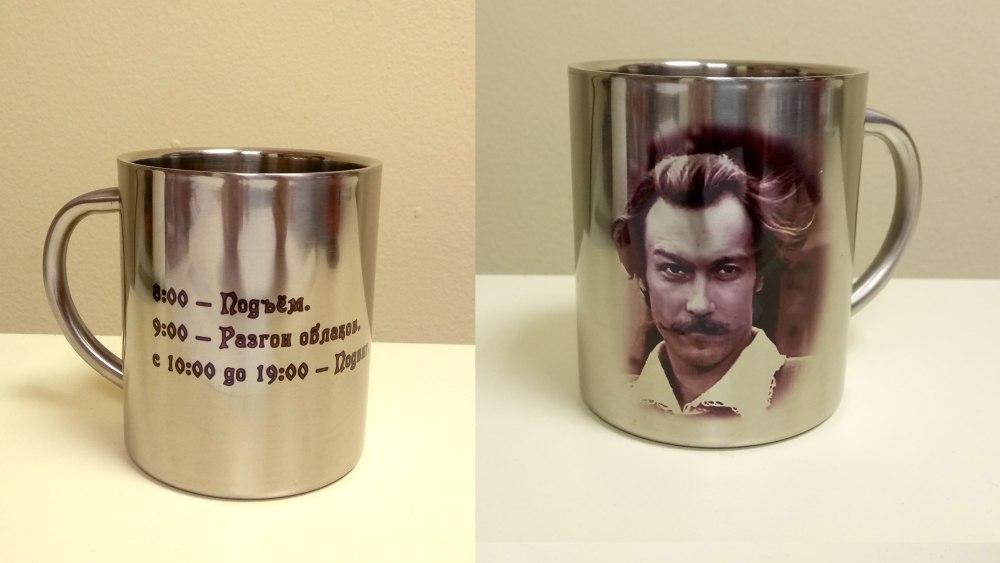 8:00 – Подъём.
9:00 – Разгон облаков.
с 10:00 до 19:00 –